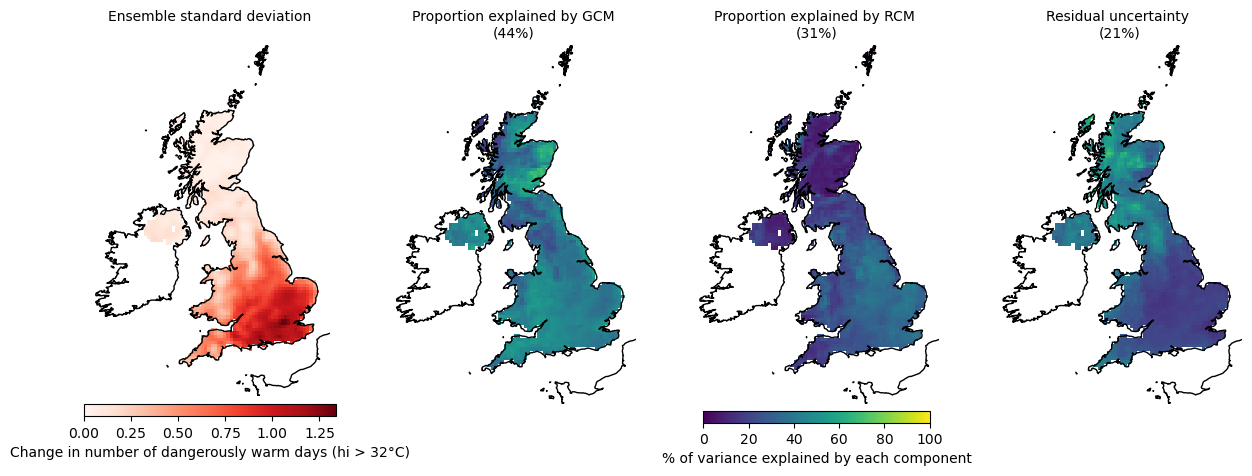 Ensemble standard deviation
Proportion explained by GCM
(44%)
Proportion explained by RCM
(31%)
Residual uncertainty
(21%)
0.00 0.25 0.50 0.75 1.00 1.25
Change in number of dangerously warm days (hi > 32°C)
0 20 40 60 80 100
% of variance explained by each component